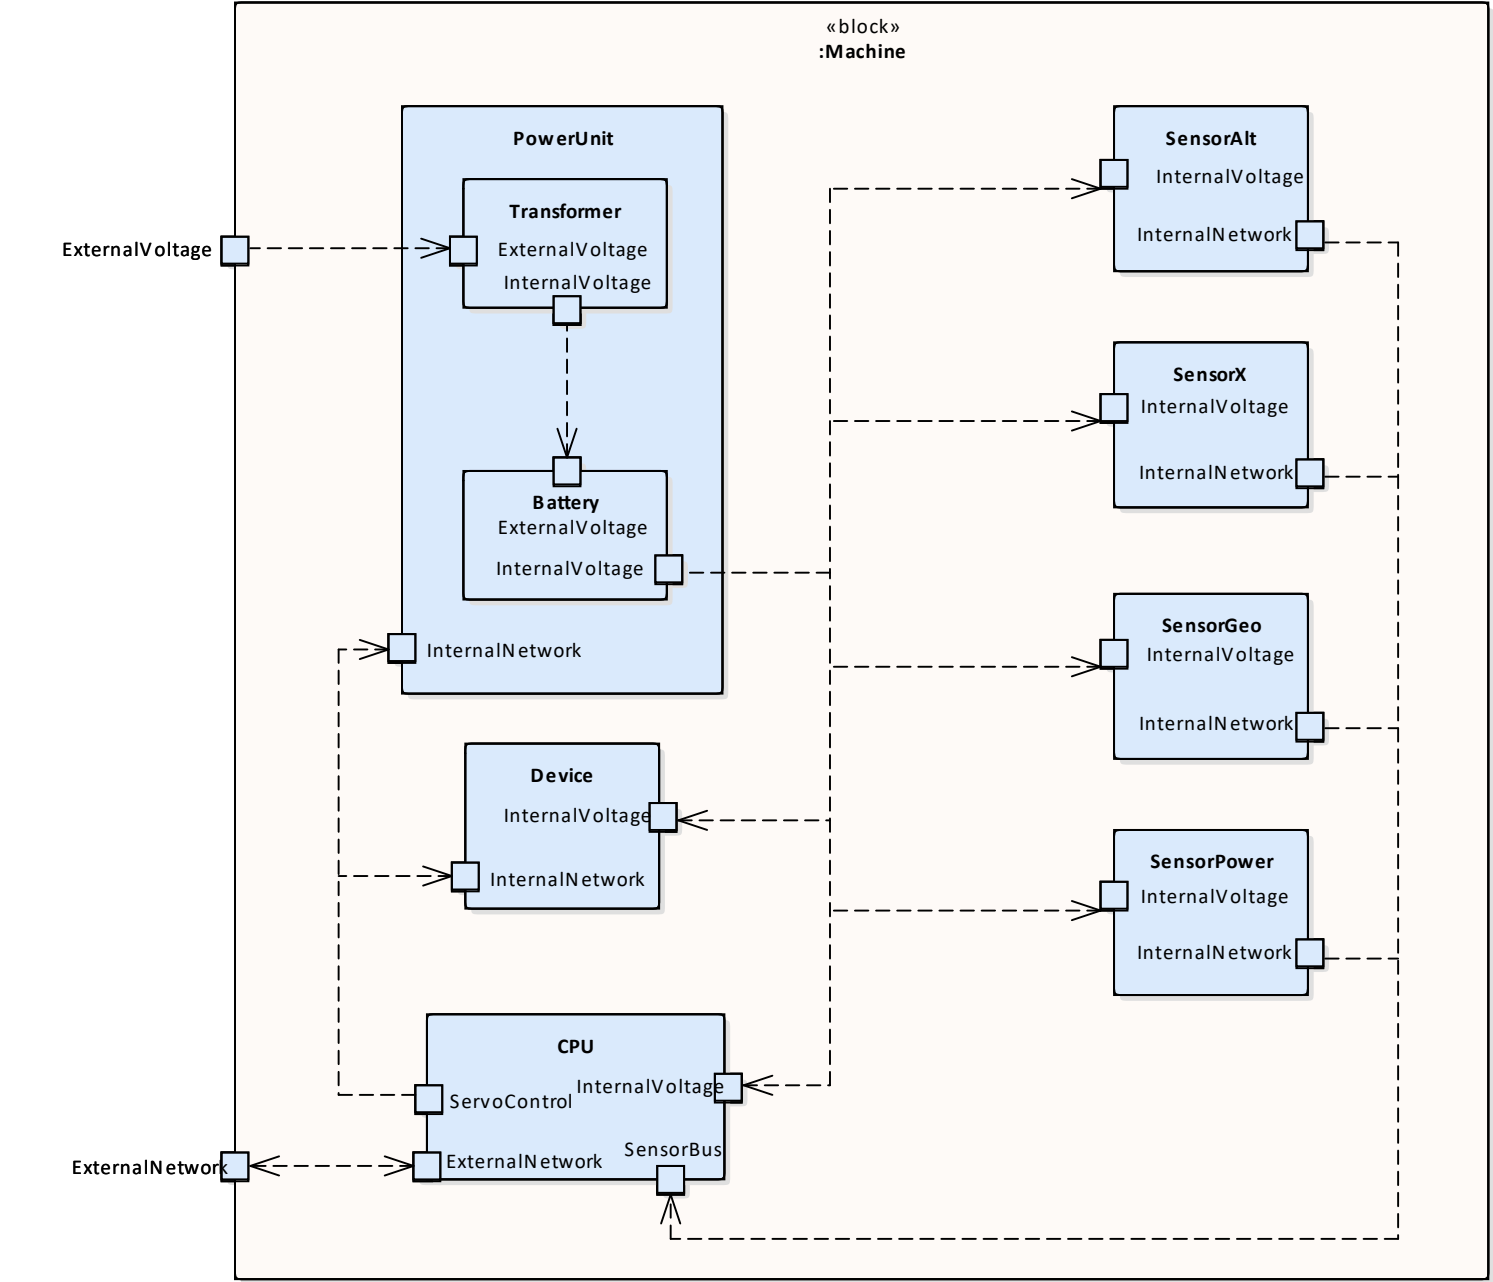 «block»
:Machine
PowerUnit
Transformer
ExternalVoltage
ExternalVoltage
InternalVoltage
Battery
ExternalVoltage
InternalVoltage
InternalNetwork
Device
InternalVoltage
InternalNetwork
CPU
InternalVoltage
ServoControl
SensorBus
ExternalNetwork
ExternalNetwork
SensorAlt
InternalVoltage
InternalNetwork
SensorX
InternalVoltage
InternalNetwork
SensorGeo
InternalVoltage
InternalNetwork
SensorPower
InternalVoltage
InternalNetwork